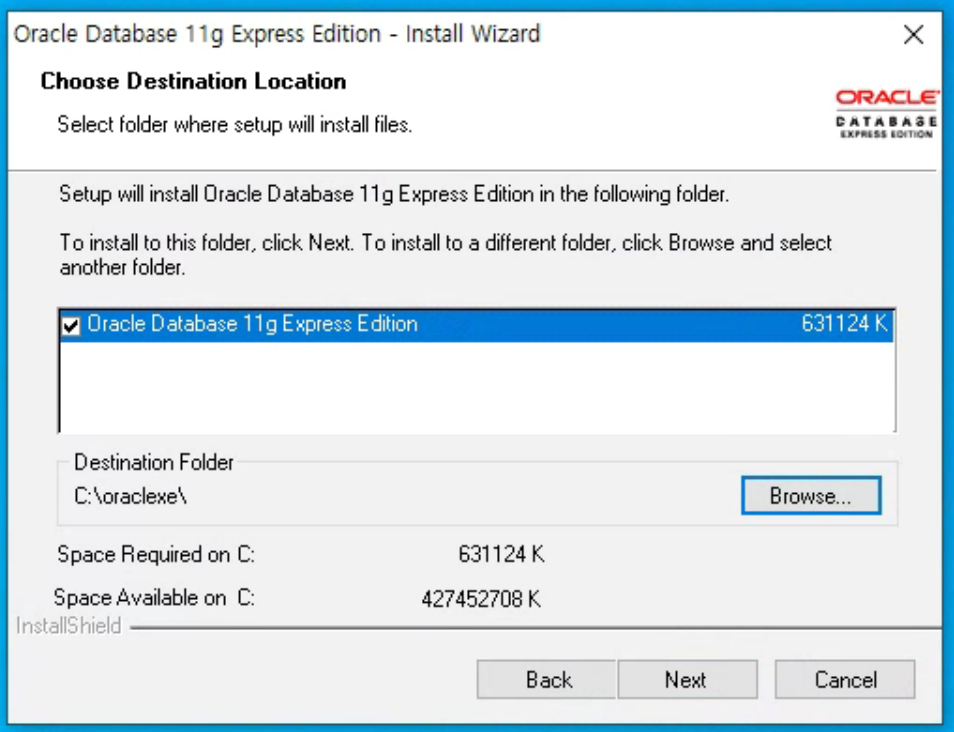 Oracle Database 11g Express Edition - Install Wizard
Choose Destination Location
Select folder where setup will install files.
ORACLE
DATABASE
EXPRESS EDITION
Setup will install Oracle Database 11g Express Edition in the following folder.
To install to this folder, click Next. To install to a different folder, click Browse and select
another folder.
Oracle Database 11g Express Edition 631124 K
Destination Folder
C:\oraclexe\ Browse...
Space Required on C: 631124 K
Space Available on C: 427452708 K
InstallShield
Back Next Cancel